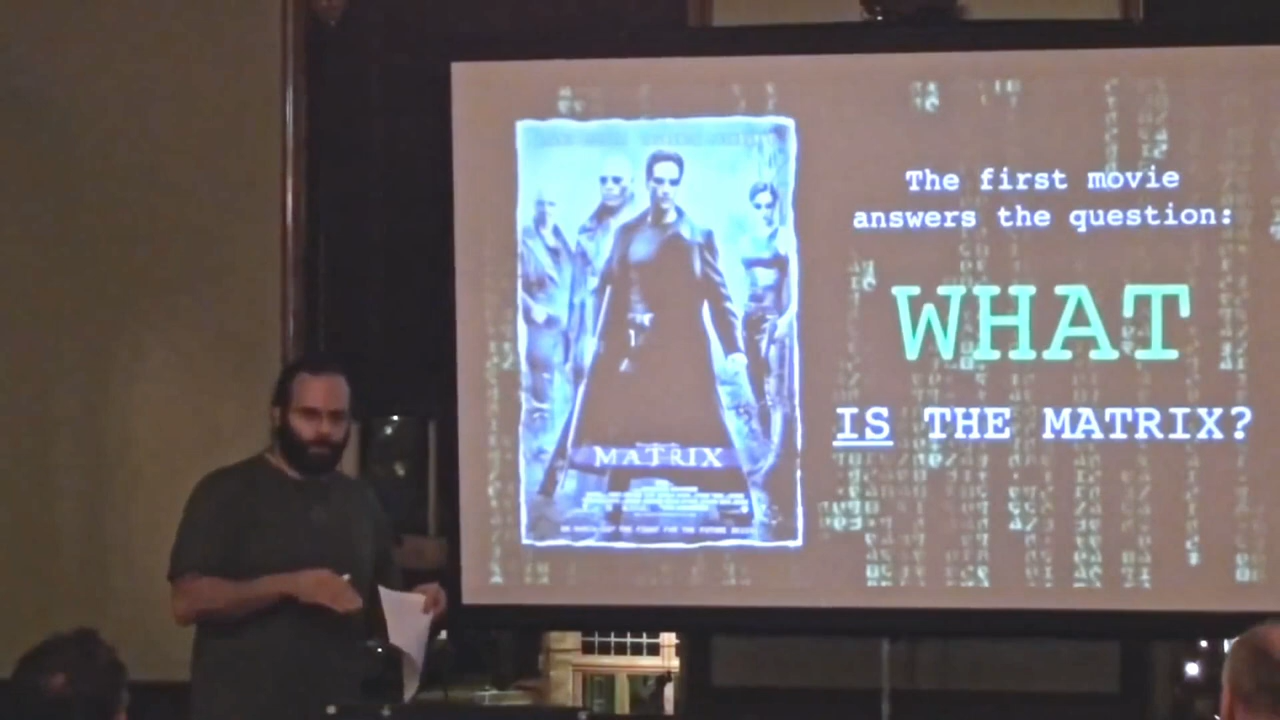 MATRIX
The first movie
answers the question:
WHAT
IS THE MATRIX?